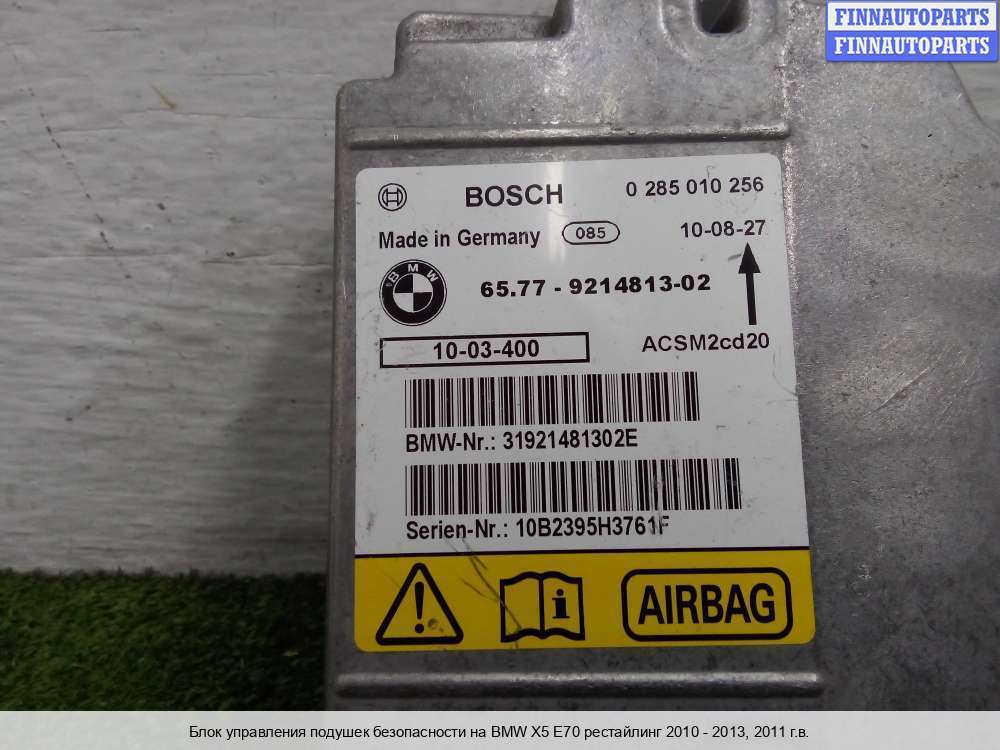 FINNAUTOPARTS
FINNAUTOPARTS
BOSCH 0 285 010 256
Made in Germany 085 10-08-27
BMW
65.77 - 9214813-02
10-03-400 ACSM2cd20
BMW-Nr.: 31921481302E
Serien-Nr.: 10B2395H3761F
! i AIRBAG
Блок управления подушек безопасности на BMW X5 E70 рестайлинг 2010 - 2013, 2011 г.в.